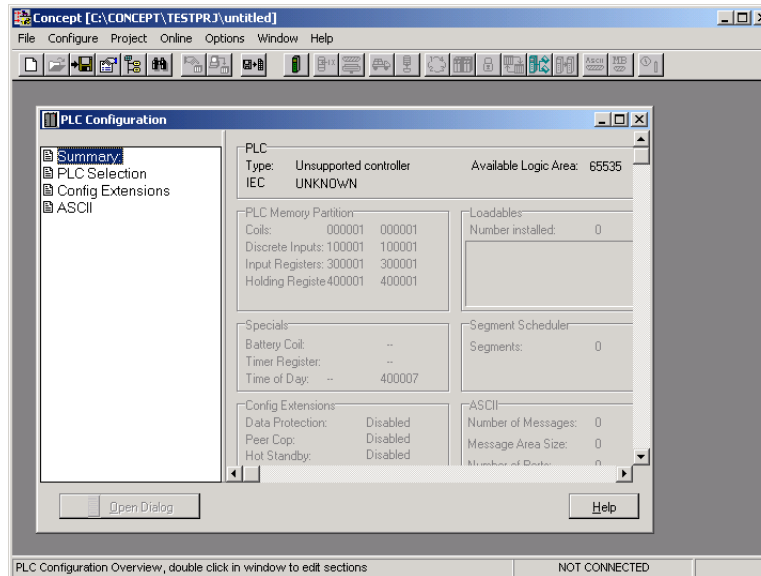 Concept [C:\CONCEPT\TESTPRJ\untitled]
File Configure Project Online Options Window Help
PLC Configuration
Summary:
PLC Selection
Config Extensions
ASCII
PLC
Type: Unsupported controller Available Logic Area: 65535
IEC UNKNOWN
PLC Memory Partition
Coils: 000001 000001
Discrete Inputs: 100001 100001
Input Registers: 300001 300001
Holding Registe 400001 400001
Loadables
Number installed: 0
Specials
Battery Coil: --
Timer Register: --
Time of Day: -- 400007
Segment Scheduler
Segments: 0
Config Extensions
Data Protection: Disabled
Peer Cop: Disabled
Hot Standby: Disabled
ASCII
Number of Messages: 0
Message Area Size: 0
Number of Ports: 0
Open Dialog
Help
PLC Configuration Overview, double click in window to edit sections
NOT CONNECTED